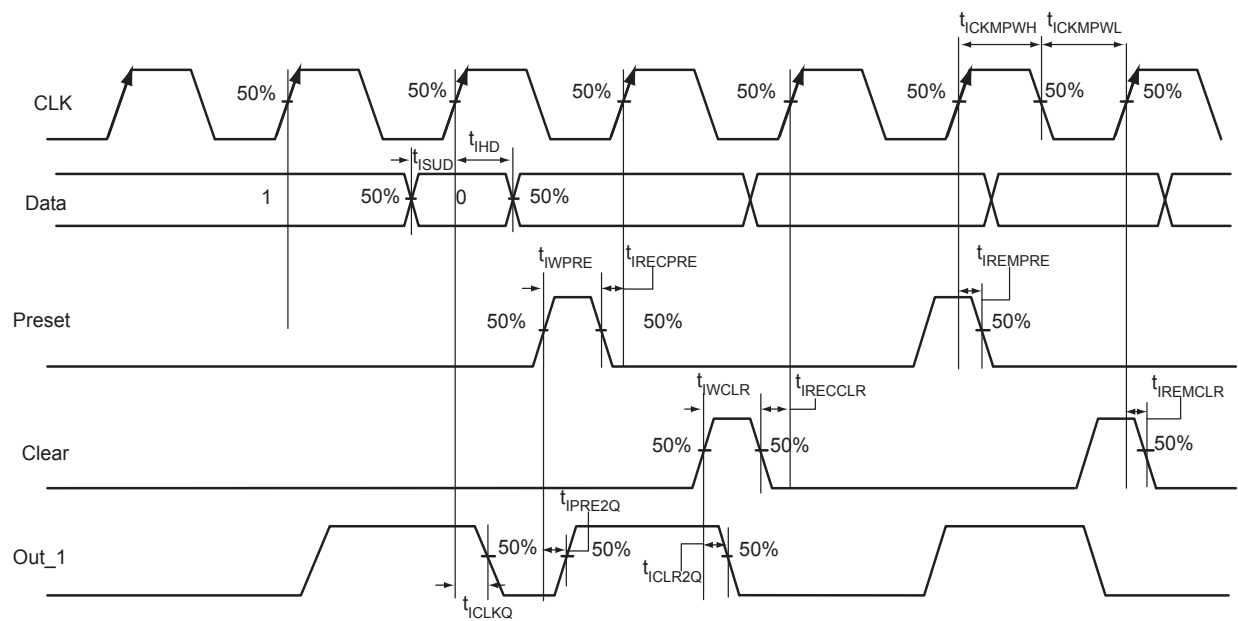 tICKMPWH tICKMPWL
CLK 50% 50% 50% 50% 50% 50% 50%
tISUD tIHD
Data 1 50% 0 50%
tIWPRE tIRECPRE tIREMPRE
Preset 50% 50% 50%
tIWCLR tIRECCLR tIREMCLR
Clear 50% 50% 50%
tIPRE2Q
Out_1 50% 50% 50%
tICLR2Q
tICLKQ